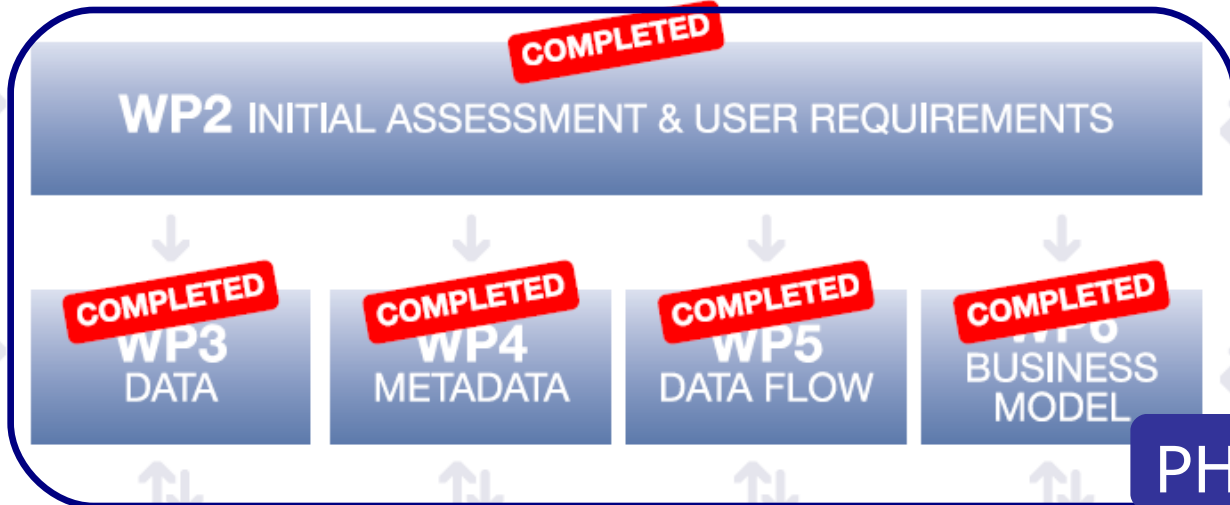 COMPLETED
WP2 INITIAL ASSESSMENT & USER REQUIREMENTS
COMPLETED
WP3
DATA
COMPLETED
WP4
METADATA
COMPLETED
WP5
DATA FLOW
COMPLETED
WP6
BUSINESS
MODEL
PH